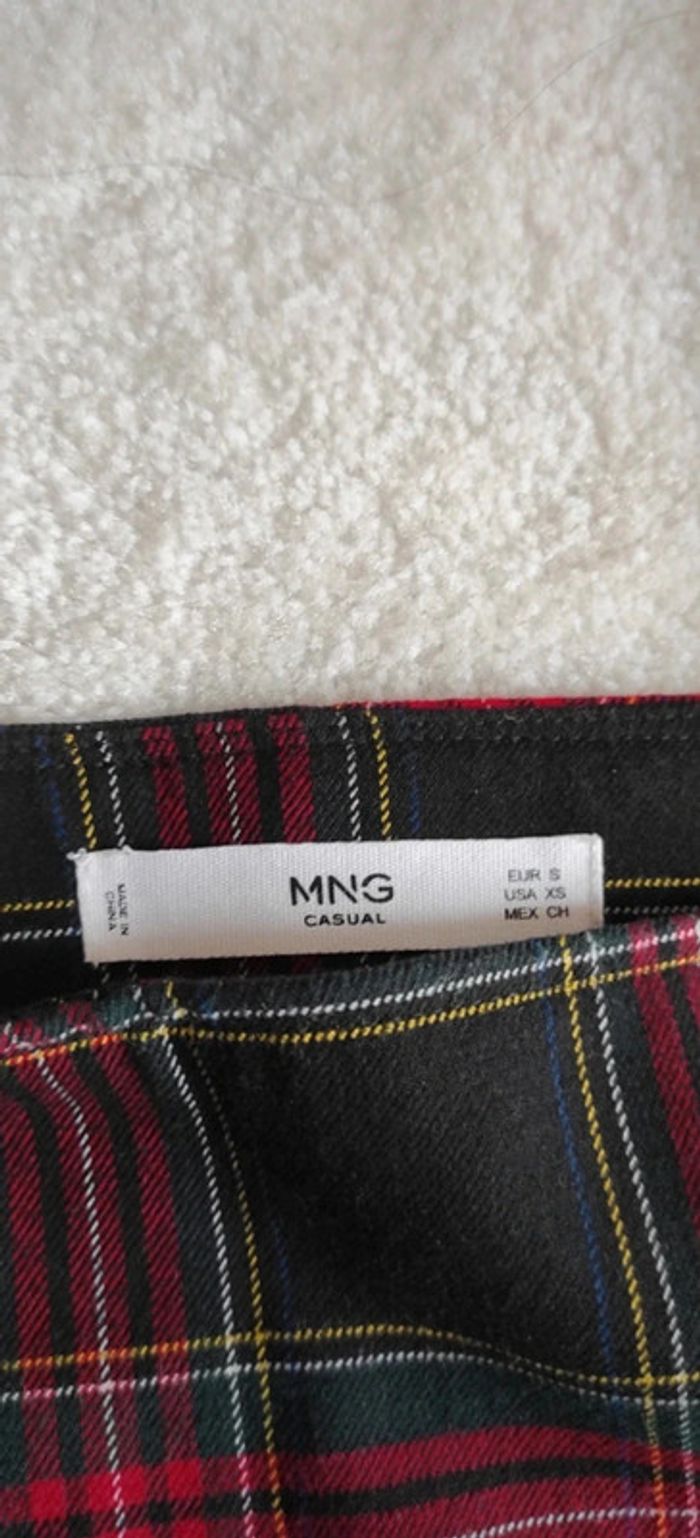 MADE IN
CHINA
MNG
CASUAL
EUR S
USA XS
MEX CH